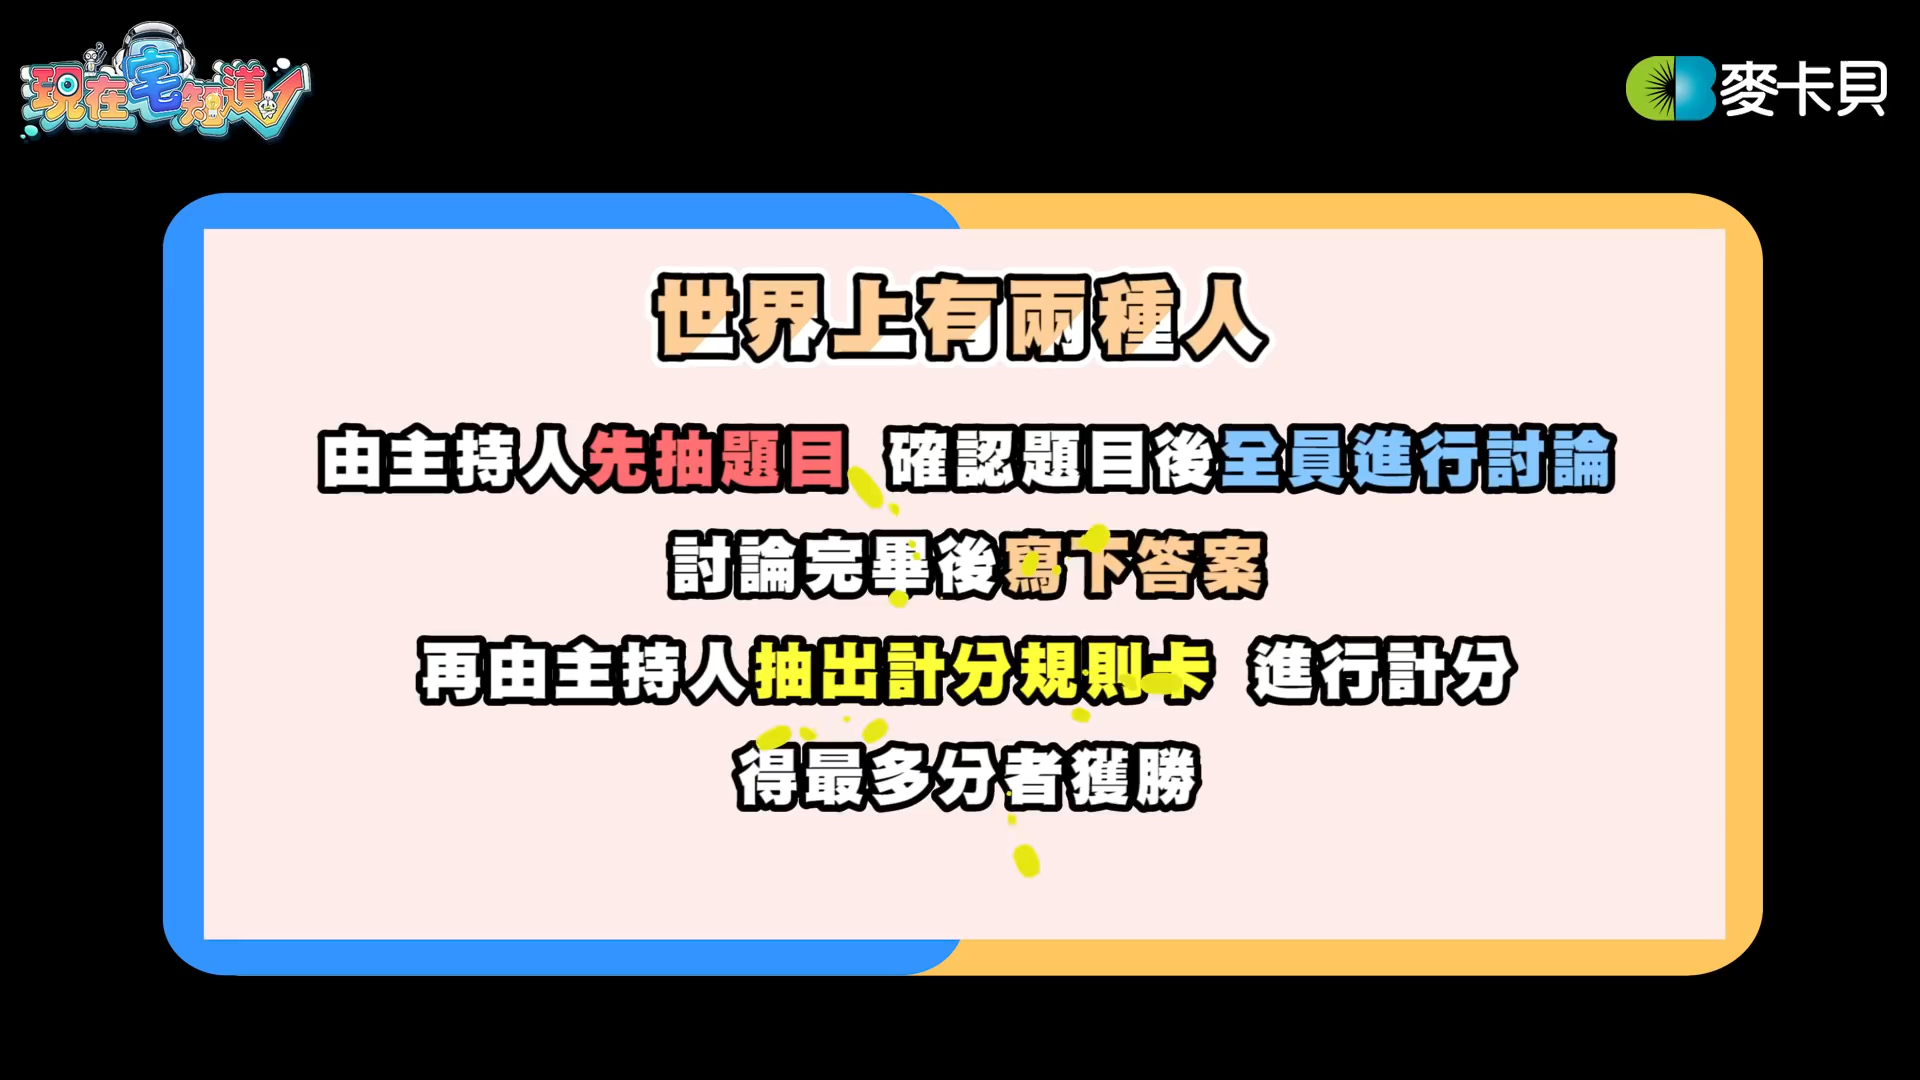 現在宅知道
麥卡貝
世界上有兩種人
由主持人先抽題目 確認題目後全員進行討論
討論完畢後寫下答案
再由主持人抽出計分規則卡 進行計分
得最多分者獲勝